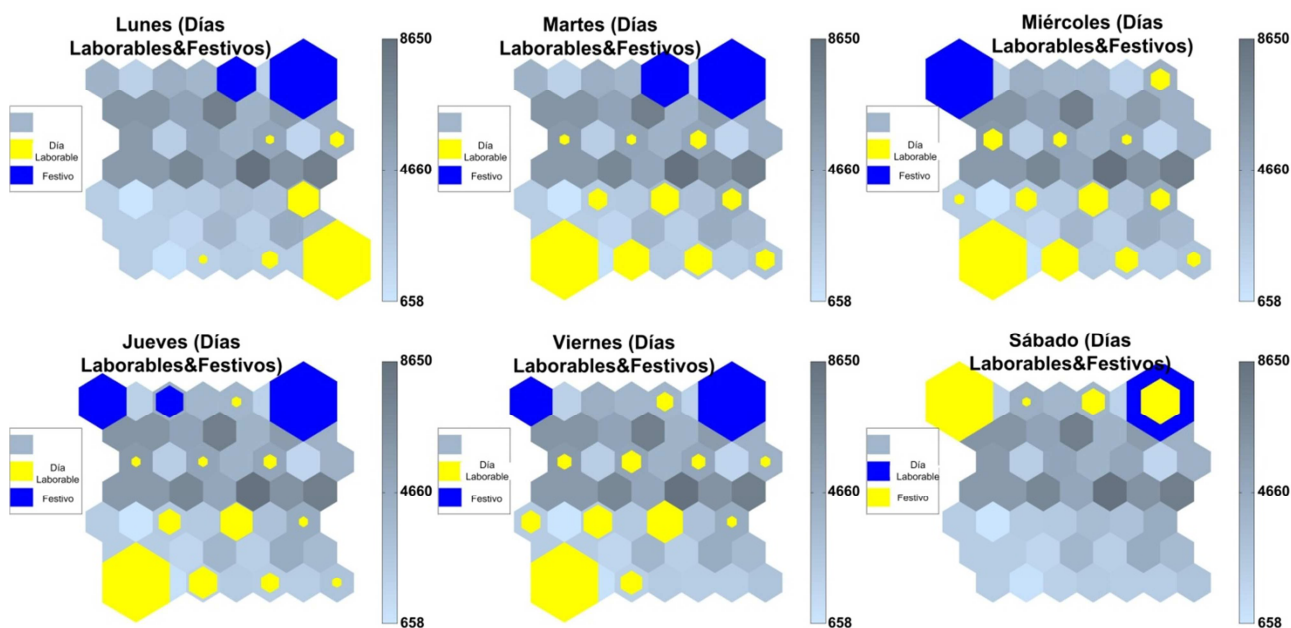 Lunes (Días
Laborables&Festivos)
8650
4660
658
Día
Laborable
Festivo
Martes (Días
Laborables&Festivos)
8650
4660
658
Día
Laborable
Festivo
Miércoles (Días
Laborables&Festivos)
8650
4660
658
Día
Laborable
Festivo
Jueves (Días
Laborables&Festivos)
8650
4660
658
Día
Laborable
Festivo
Viernes (Días
Laborables&Festivos)
8650
4660
658
Día
Laborable
Festivo
Sábado (Días
Laborables&Festivos)
8650
4660
658
Día
Laborable
Festivo